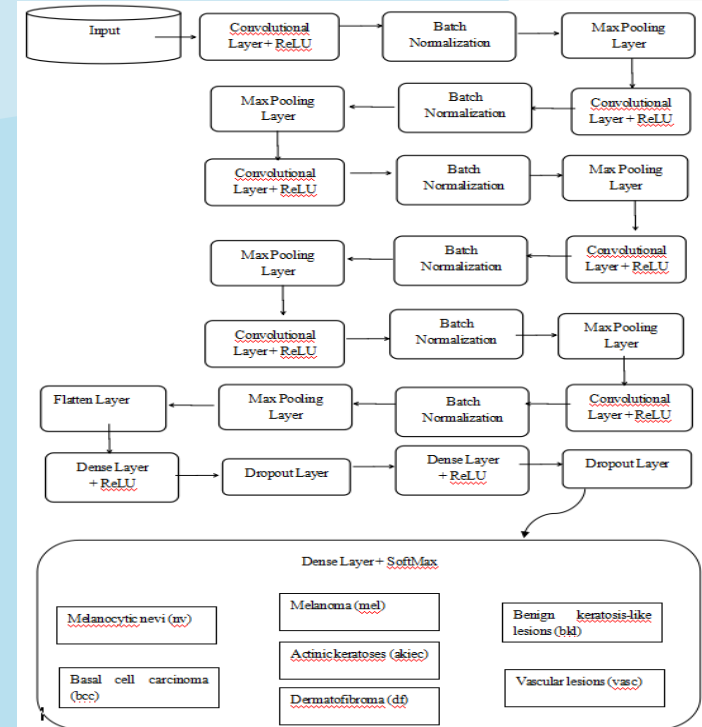 Input
Convolutional
Layer + ReLU
Batch
Normalization
Max Pooling
Layer
Convolutional
Layer + ReLU
Batch
Normalization
Max Pooling
Layer
Convolutional
Layer + ReLU
Batch
Normalization
Max Pooling
Layer
Convolutional
Layer + ReLU
Batch
Normalization
Max Pooling
Layer
Convolutional
Layer + ReLU
Batch
Normalization
Max Pooling
Layer
Convolutional
Layer + ReLU
Batch
Normalization
Max Pooling
Layer
Flatten Layer
Dense Layer
+ ReLU
Dropout Layer
Dense Layer
+ ReLU
Dropout Layer
Dense Layer + SoftMax
Melanocytic nevi (nv)
Melanoma (mel)
Benign keratosis-like
lesions (bkl)
Basal cell carcinoma
(bcc)
Actinic keratoses (akiec)
Dermatofibroma (df)
Vascular lesions (vasc)